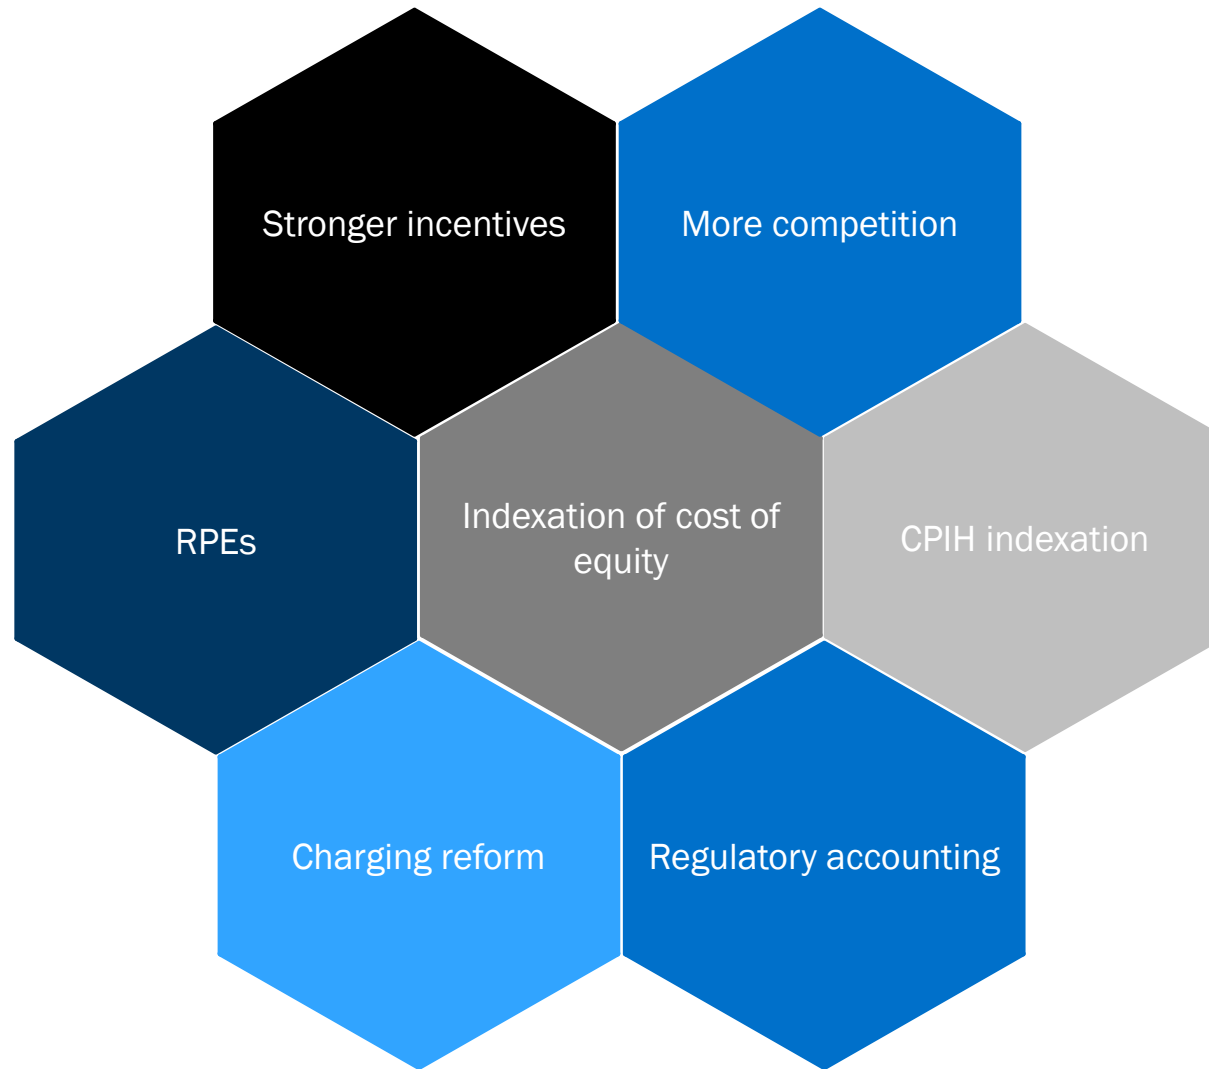 Stronger incentives
More competition
RPEs
Indexation of cost of
equity
CPIH indexation
Charging reform
Regulatory accounting